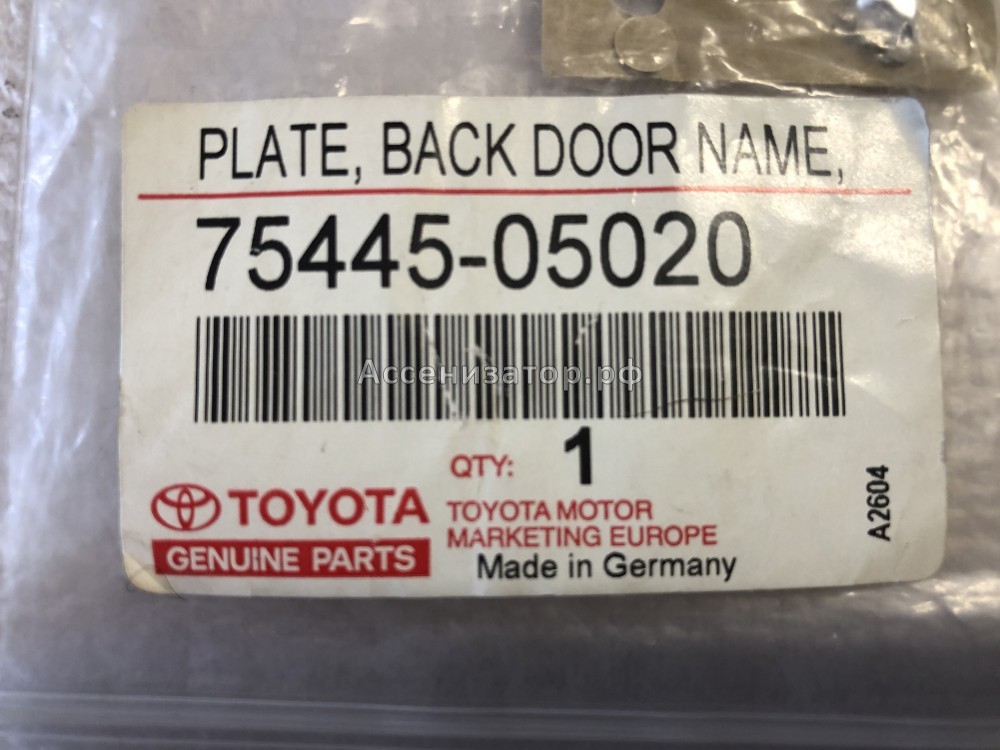 PLATE, BACK DOOR NAME,
75445-05020
Ассенизатор.рф
QTY: 1
TOYOTA
GENUINE PARTS
TOYOTA MOTOR
MARKETING EUROPE
Made in Germany
A2604